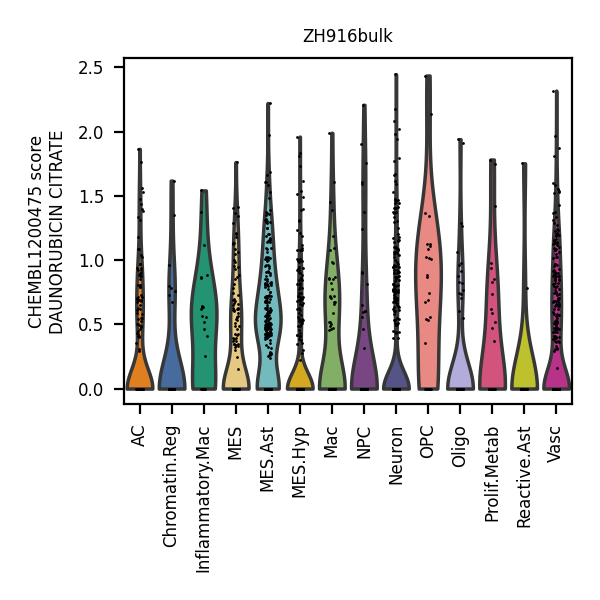 ZH916bulk
CHEMBL1200475 score
DAUNORUBICIN CITRATE
2.5
2.0
1.5
1.0
0.5
0.0
AC
Chromatin.Reg
Inflammatory.Mac
MES
MES.Ast
MES.Hyp
Mac
NPC
Neuron
OPC
Oligo
Prolif.Metab
Reactive.Ast
Vasc